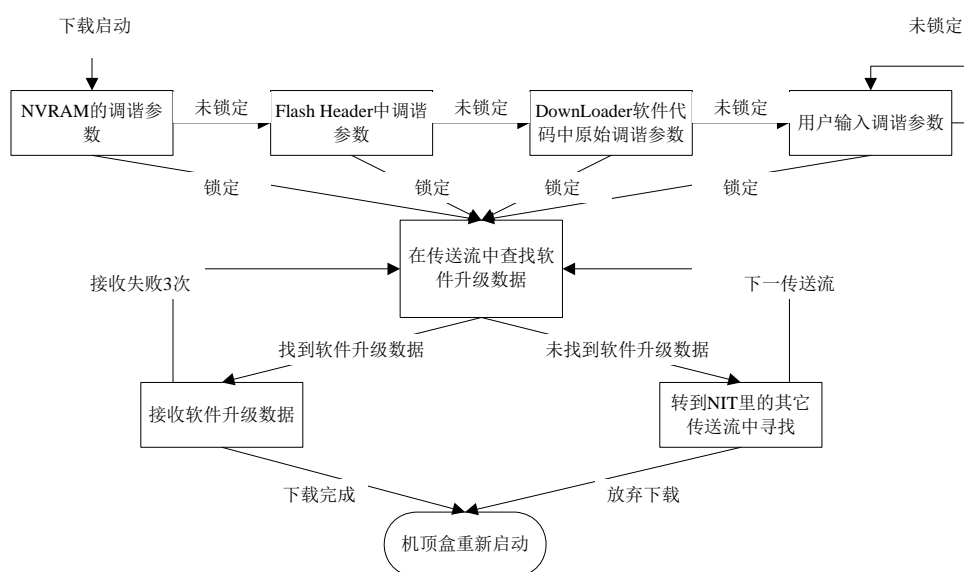 下载启动
未锁定
NVRAM的调谐参
数
未锁定
Flash Header中调谐
参数
未锁定
DownLoader软件代
码中原始调谐参数
未锁定
用户输入调谐参数
锁定
锁定
锁定
锁定
在传送流中查找软
件升级数据
接收失败3次
下一传送流
找到软件升级数据
未找到软件升级数据
接收软件升级数据
转到NIT里的其它
传送流中寻找
下载完成
放弃下载
机顶盒重新启动